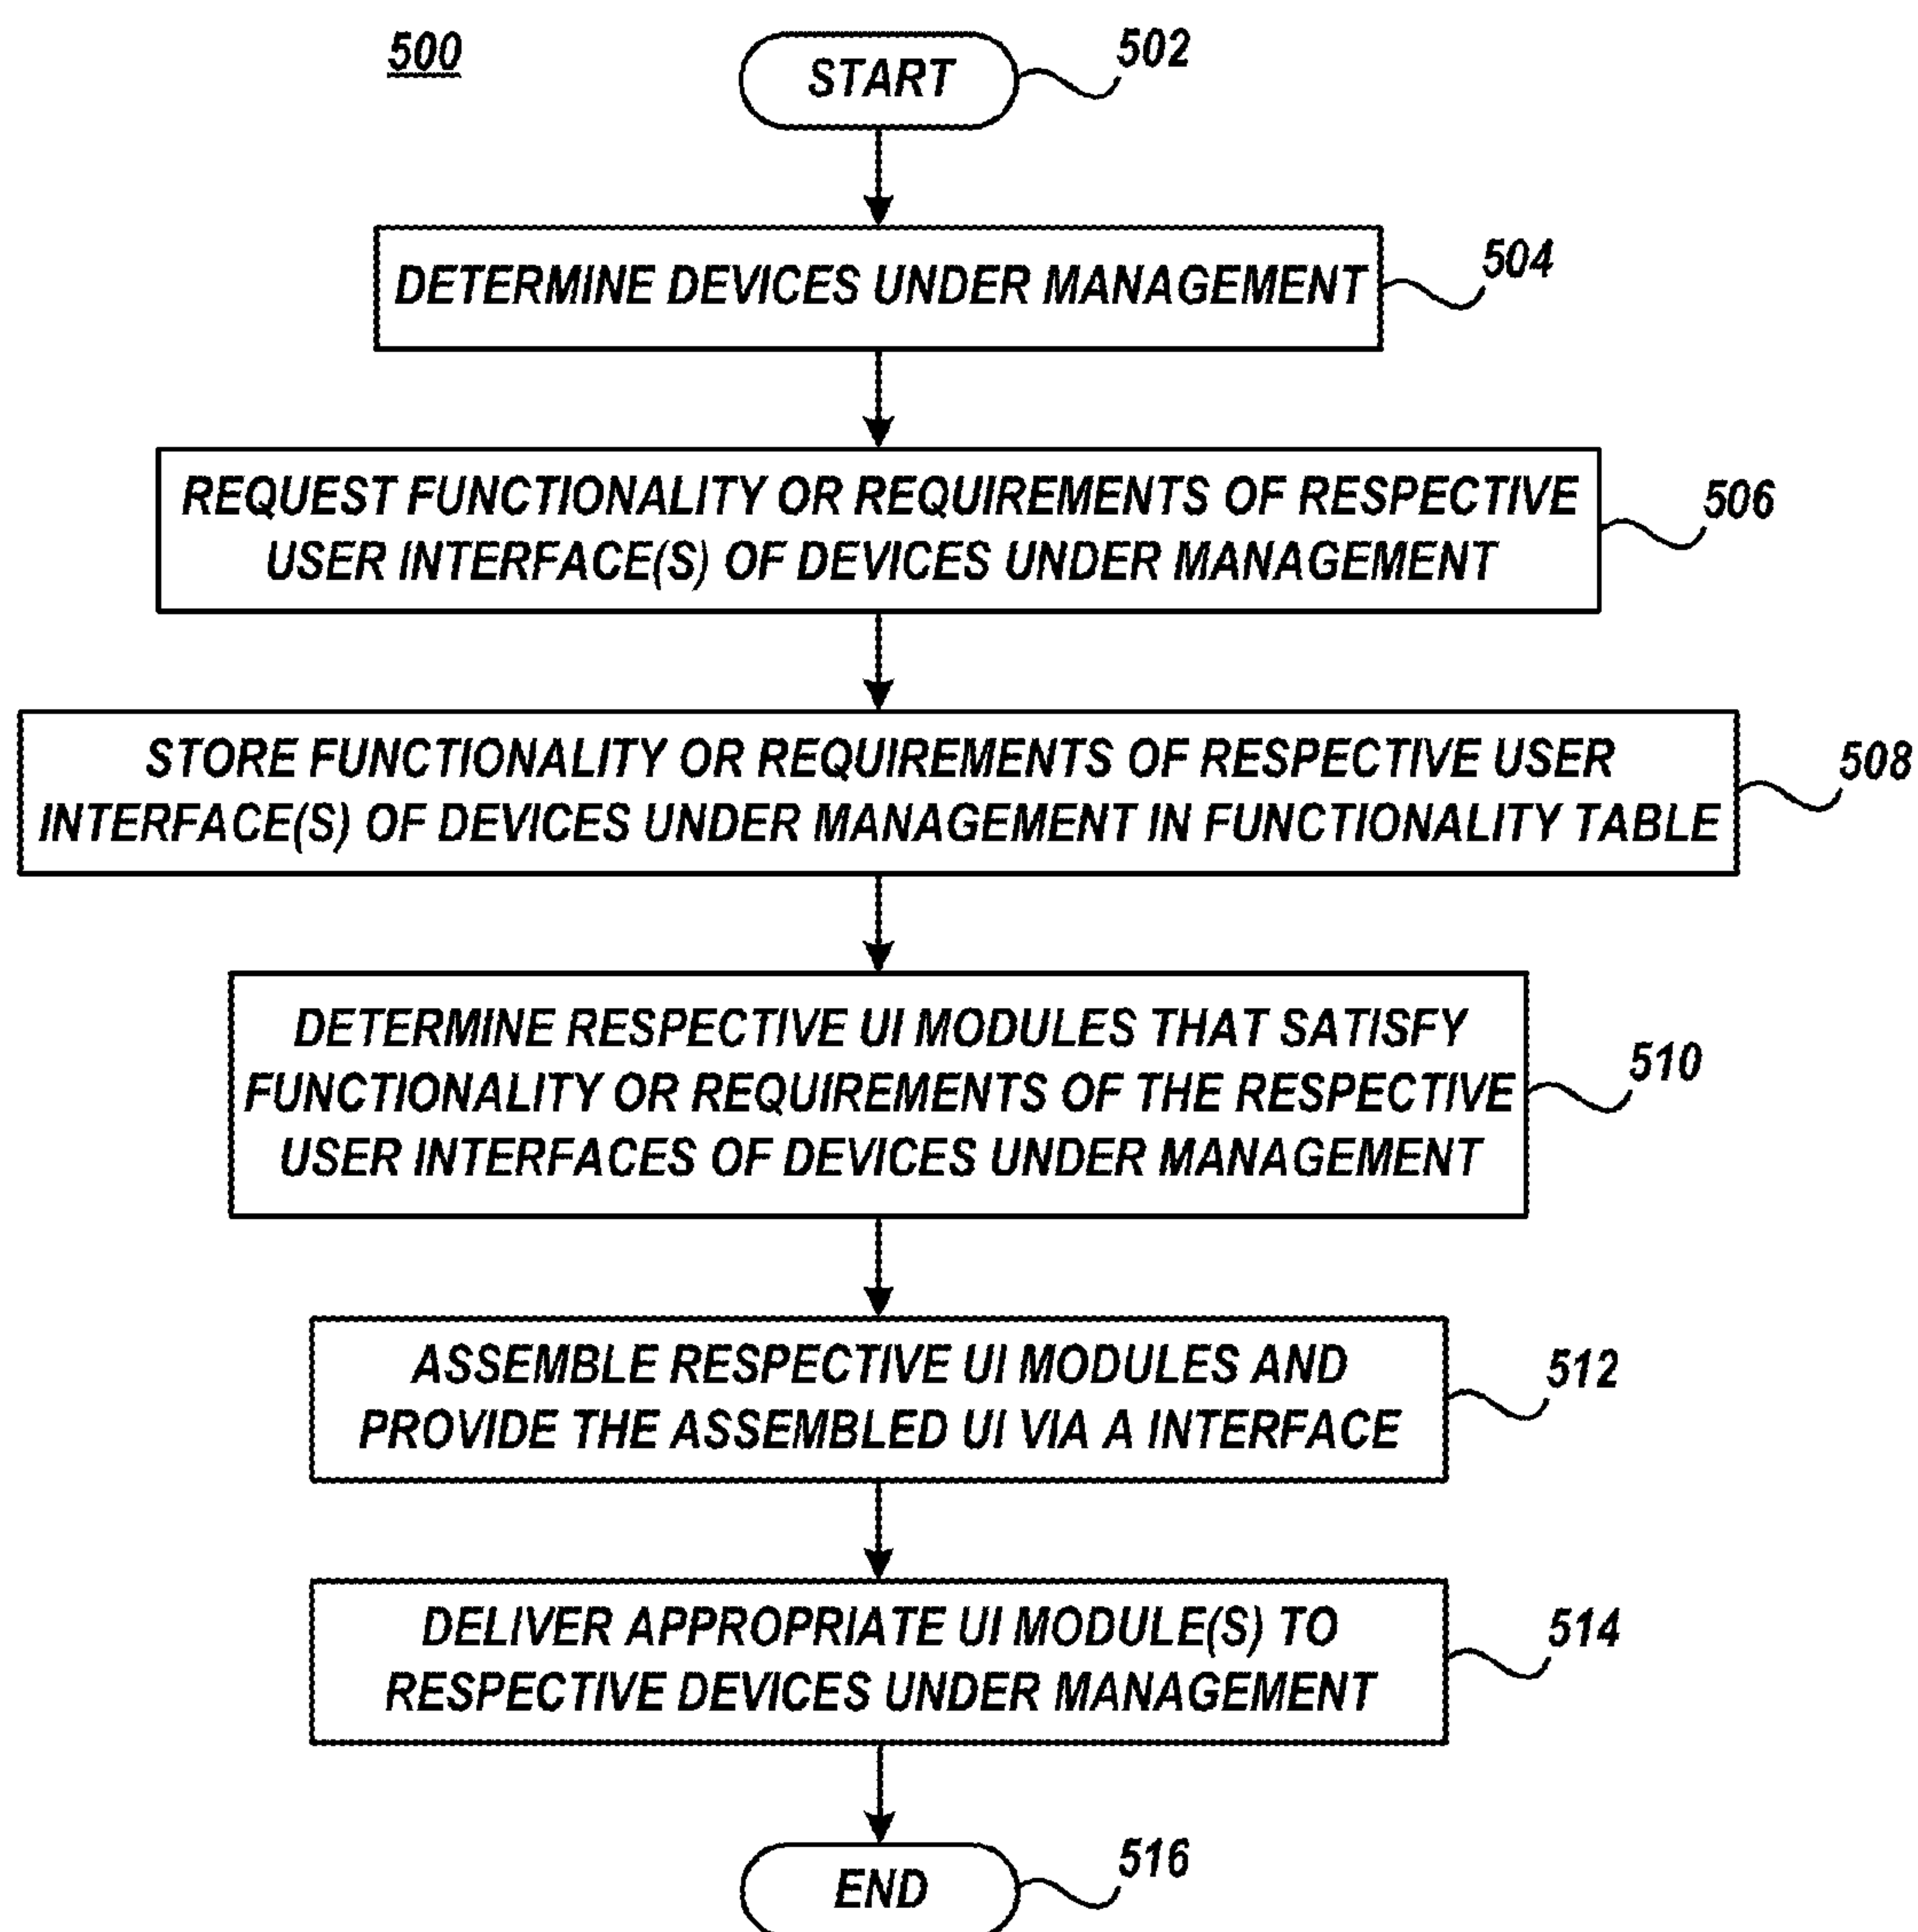 500
START
502
DETERMINE DEVICES UNDER MANAGEMENT
504
REQUEST FUNCTIONALITY OR REQUIREMENTS OF RESPECTIVE
USER INTERFACE(S) OF DEVICES UNDER MANAGEMENT
506
STORE FUNCTIONALITY OR REQUIREMENTS OF RESPECTIVE USER
INTERFACE(S) OF DEVICES UNDER MANAGEMENT IN FUNCTIONALITY TABLE
508
DETERMINE RESPECTIVE UI MODULES THAT SATISFY
FUNCTIONALITY OR REQUIREMENTS OF THE RESPECTIVE
USER INTERFACES OF DEVICES UNDER MANAGEMENT
510
ASSEMBLE RESPECTIVE UI MODULES AND
PROVIDE THE ASSEMBLED UI VIA A INTERFACE
512
DELIVER APPROPRIATE UI MODULE(S) TO
RESPECTIVE DEVICES UNDER MANAGEMENT
514
END
516